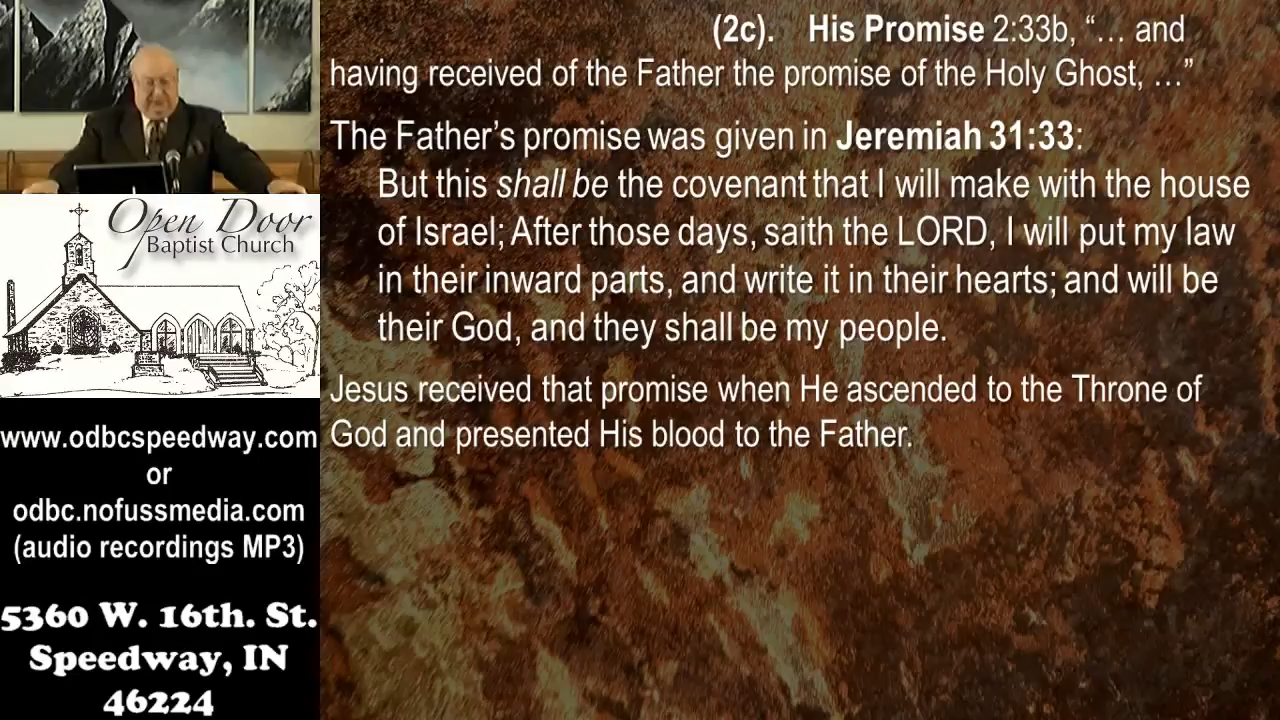 (2c). His Promise 2:33b, “… and
having received of the Father the promise of the Holy Ghost, …”
The Father’s promise was given in Jeremiah 31:33:
But this shall be the covenant that I will make with the house
of Israel; After those days, saith the LORD, I will put my law
in their inward parts, and write it in their hearts; and will be
their God, and they shall be my people.
Jesus received that promise when He ascended to the Throne of
God and presented His blood to the Father.
Open Door
Baptist Church
www.odbcspeedway.com
or
odbc.nofussmedia.com
(audio recordings MP3)
5360 W. 16th. St.
Speedway, IN
46224